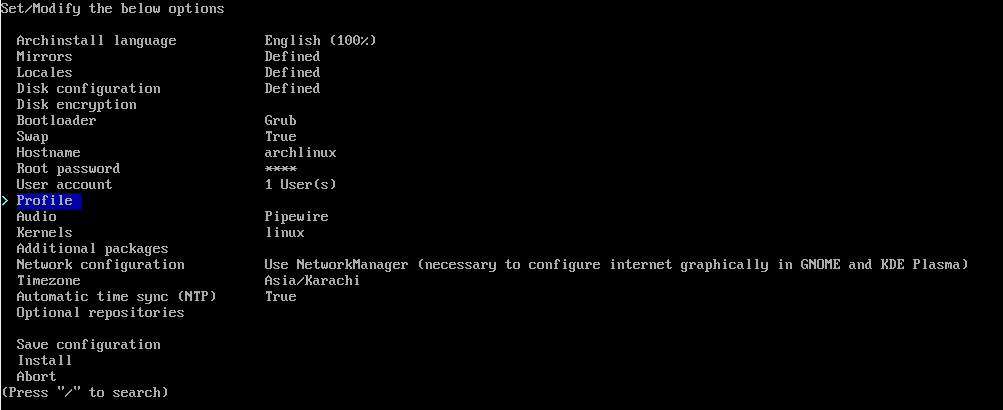 Set/Modify the below options
Archinstall language English (100%)
Mirrors Defined
Locales Defined
Disk configuration Defined
Disk encryption
Bootloader Grub
Swap True
Hostname archlinux
Root password ****
User account 1 User(s)
> Profile
Audio Pipewire
Kernels linux
Additional packages
Network configuration Use NetworkManager (necessary to configure internet graphically in GNOME and KDE Plasma)
Timezone Asia/Karachi
Automatic time sync (NTP) True
Optional repositories
Save configuration
Install
Abort
(Press "/" to search)